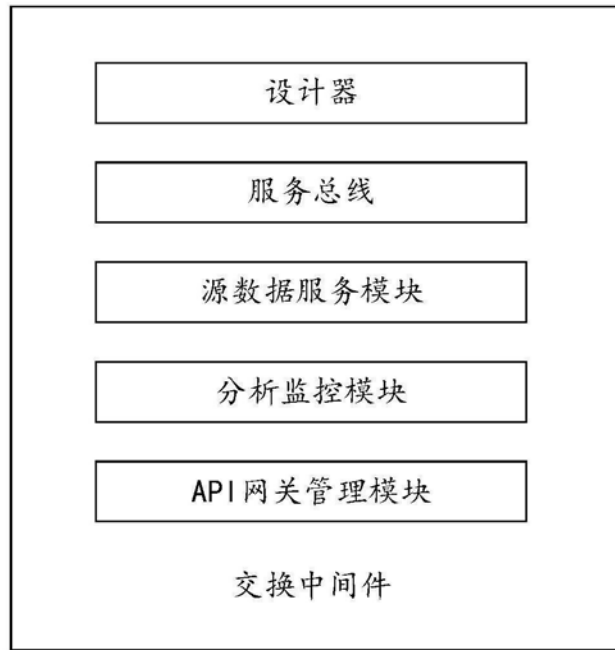 设计器
服务总线
源数据服务模块
分析监控模块
API网关管理模块
交换中间件